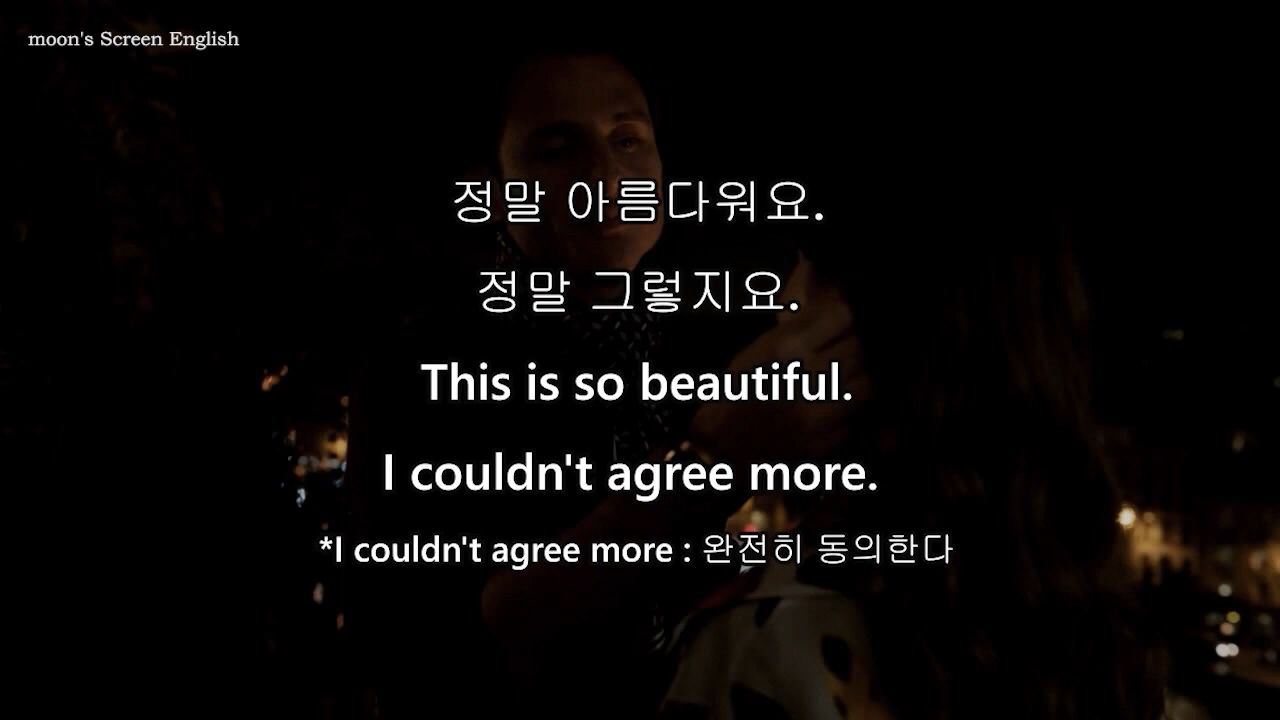 moon's Screen English
정말 아름다워요.
정말 그렇지요.
This is so beautiful.
I couldn't agree more.
*I couldn't agree more : 완전히 동의한다